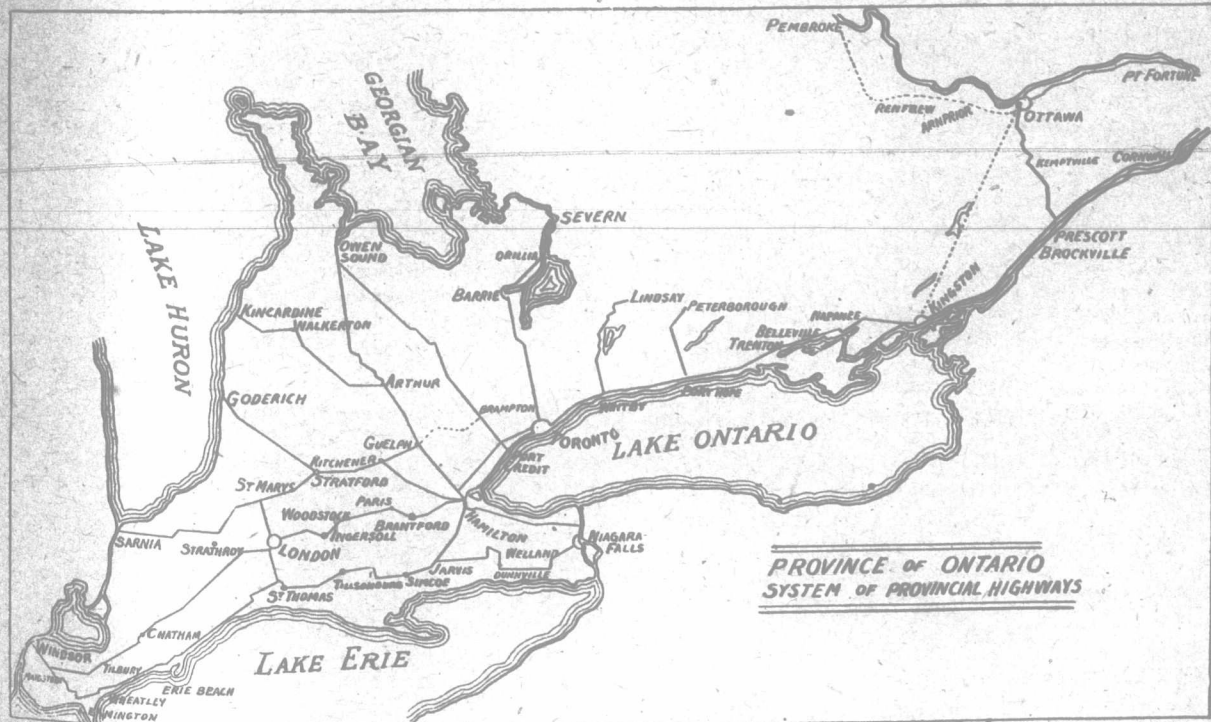 PEMBROKE
PT FORTUNE
GEORGIAN
BAY
RENFREW
ARNPRIOR
OTTAWA
KEMPTVILLE
CORNWALL
LAKE HURON
SEVERN
OWEN
SOUND
ORILLIA
PRESCOTT
BROCKVILLE
BARRIE
LINDSAY
PETERBOROUGH
KINGSTON
KINCARDINE
WALKERTON
NAPANEE
BELLEVILLE
TRENTON
ARTHUR
GODERICH
BRAMPTON
WHITBY
PORT HOPE
GUELPH
TORONTO
LAKE ONTARIO
KITCHENER
PORT
CREDIT
STRATFORD
ST MARYS
PARIS
WOODSTOCK
BRANTFORD
HAMILTON
INGERSOLL
SARNIA
STRATHROY
LONDON
NIAGARA
FALLS
WELLAND
JARVIS
DUNNVILLE
TILLSONBURG
SIMCOE
ST THOMAS
PROVINCE OF ONTARIO
SYSTEM OF PROVINCIAL HIGHWAYS
CHATHAM
WINDSOR
TILBURY
LAKE ERIE
ERIE BEACH
WHEATLEY